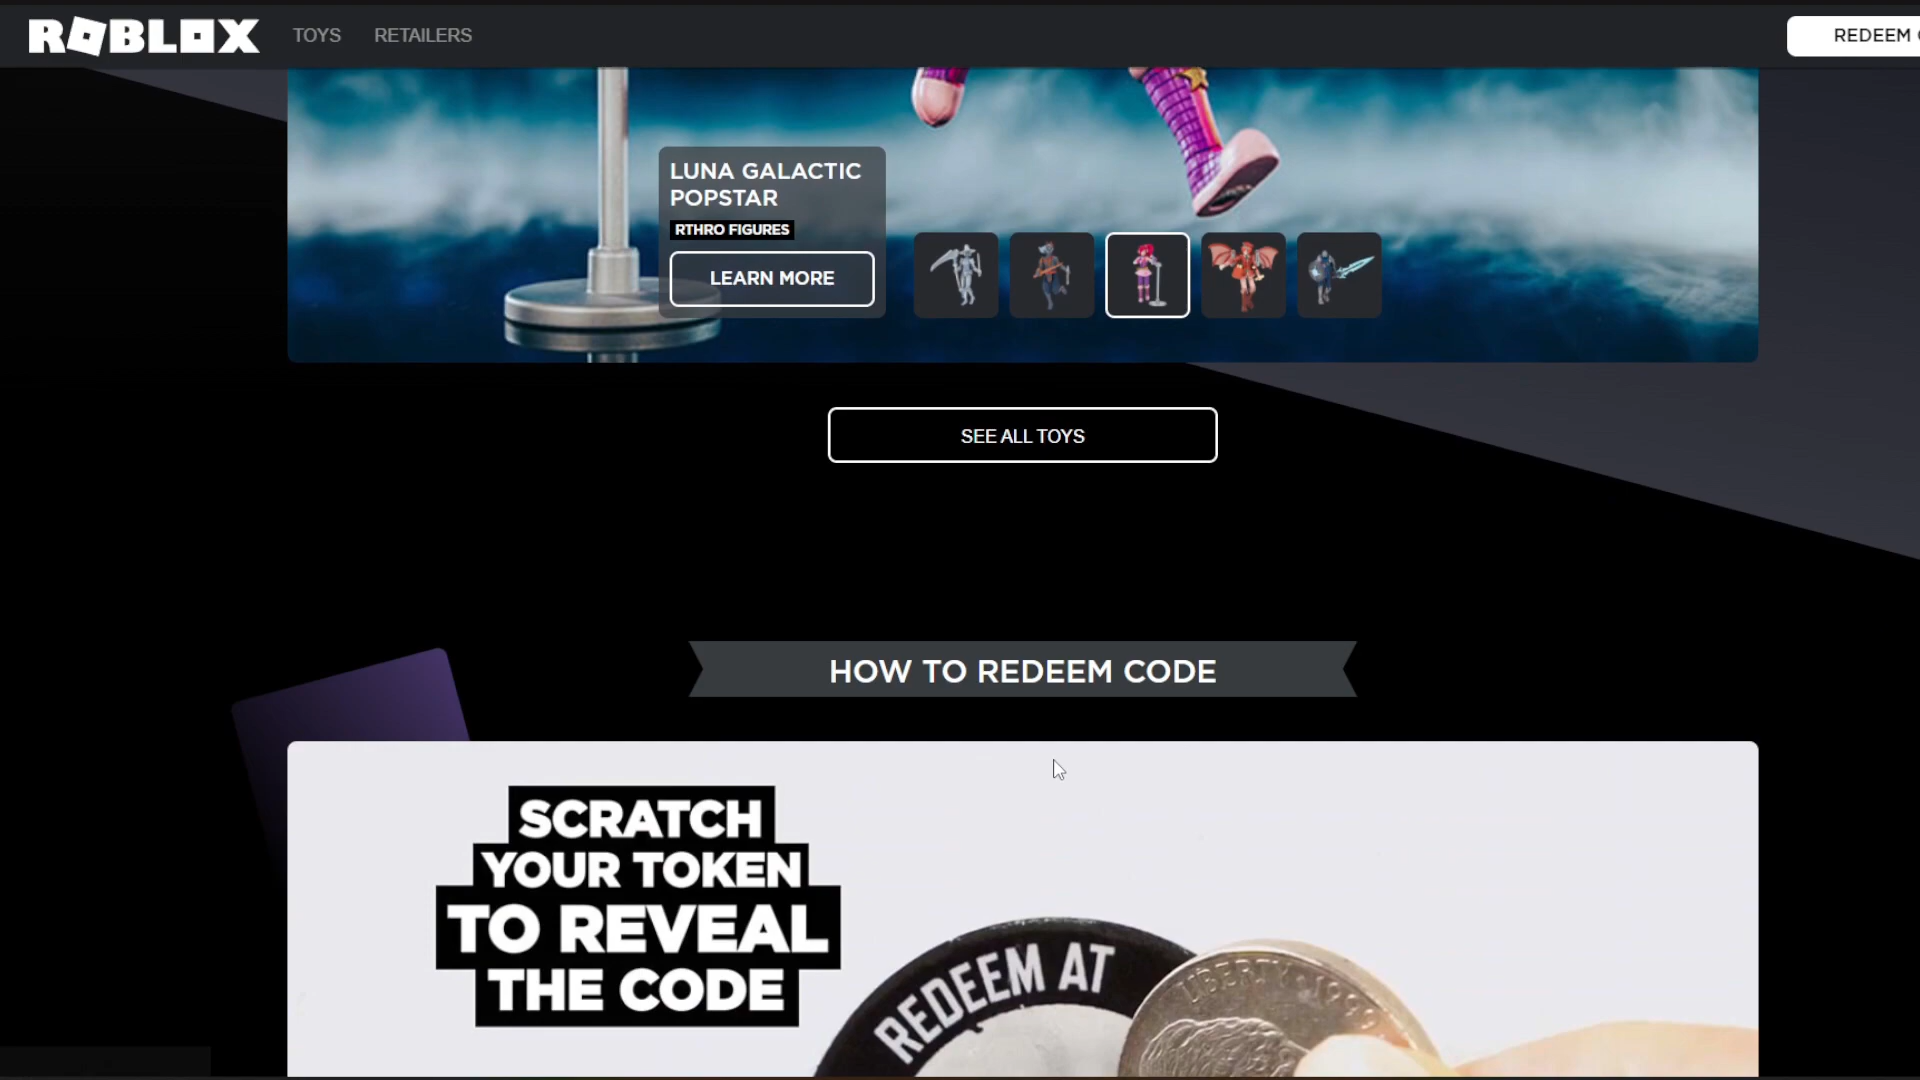 ROBLOX
TOYS
RETAILERS
REDEEM
LUNA GALACTIC
POPSTAR
RTHRO FIGURES
LEARN MORE
SEE ALL TOYS
HOW TO REDEEM CODE
SCRATCH
YOUR TOKEN
TO REVEAL
THE CODE
REDEEM AT
LIBERTY